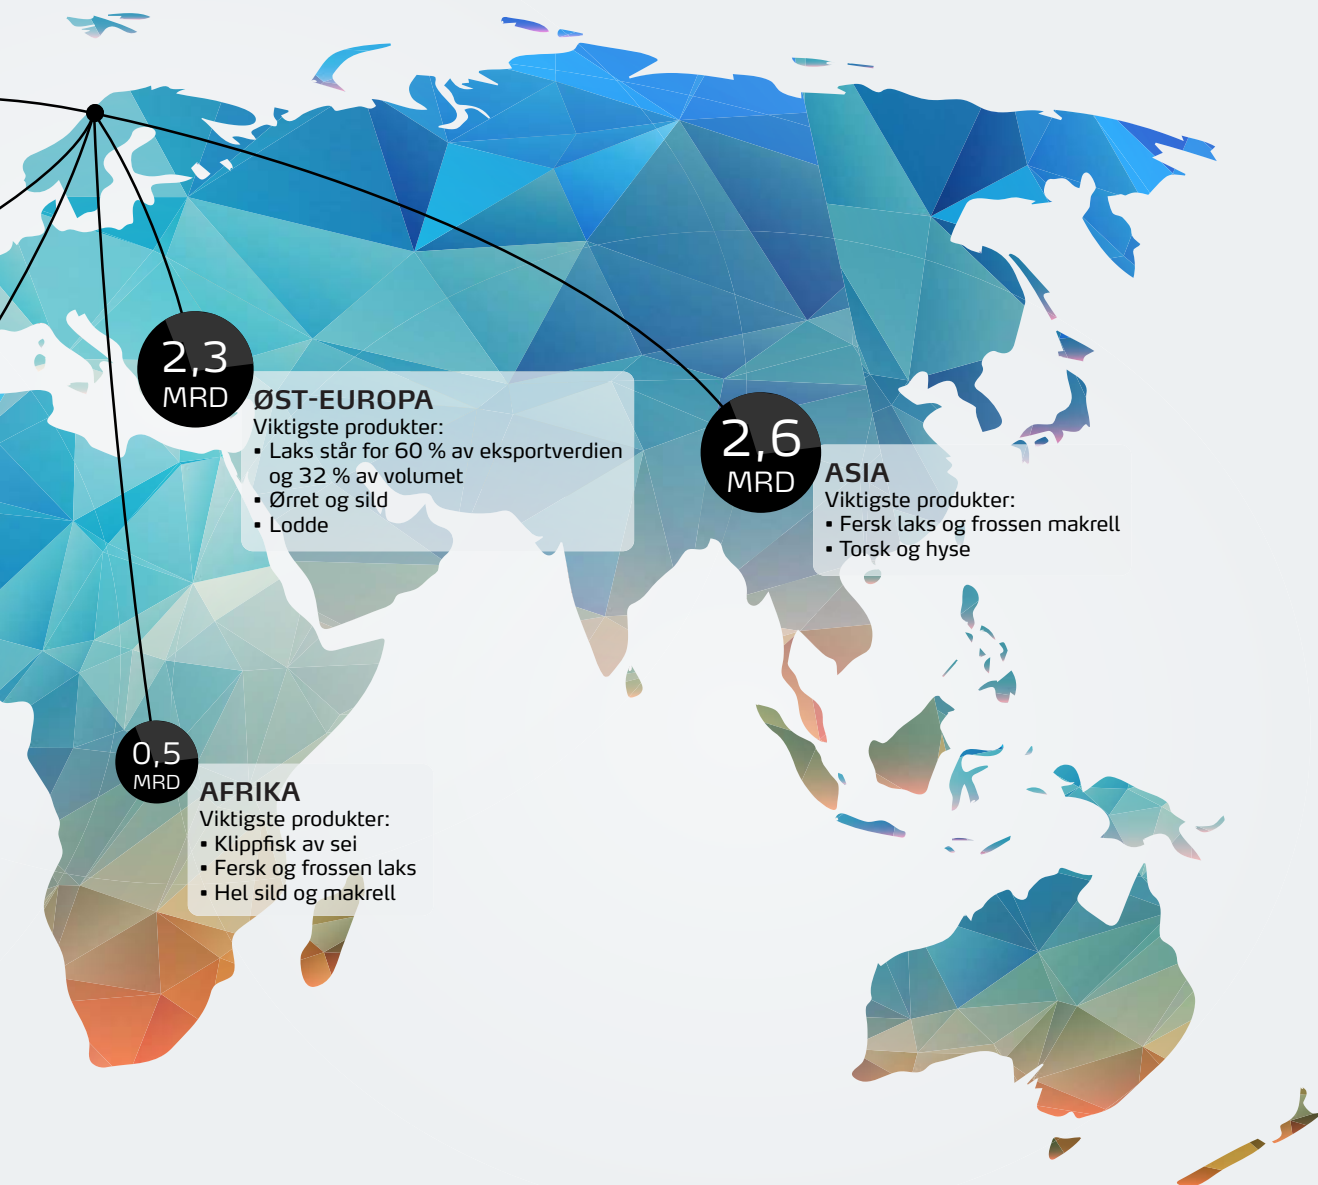 2,3
MRD
ØST-EUROPA
Viktigste produkter:
▪ Laks står for 60 % av eksportverdien
og 32 % av volumet
▪ Ørret og sild
▪ Lodde
2,6
MRD
ASIA
Viktigste produkter:
▪ Fersk laks og frossen makrell
▪ Torsk og hyse
0,5
MRD
AFRIKA
Viktigste produkter:
▪ Klippfisk av sei
▪ Fersk og frossen laks
▪ Hel sild og makrell